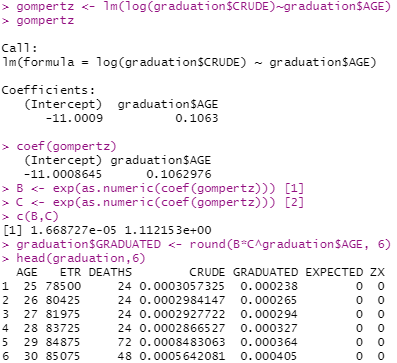 > gompertz <- lm(log(graduation$CRUDE)~graduation$AGE)
> gompertz
Call:
lm(formula = log(graduation$CRUDE) ~ graduation$AGE)
Coefficients:
(Intercept) graduation$AGE
-11.0009 0.1063
> coef(gompertz)
(Intercept) graduation$AGE
-11.0008645 0.1062976
> B <- exp(as.numeric(coef(gompertz))) [1]
> C <- exp(as.numeric(coef(gompertz))) [2]
> c(B,C)
[1] 1.668727e-05 1.112153e+00
> graduation$GRADUATED <- round(B*C^graduation$AGE, 6)
> head(graduation,6)
AGE ETR DEATHS CRUDE GRADUATED EXPECTED ZX
1 25 78500 24 0.0003057325 0.000238 0 0
2 26 80425 24 0.0002984147 0.000265 0 0
3 27 81975 24 0.0002927722 0.000294 0 0
4 28 83725 24 0.0002866527 0.000327 0 0
5 29 84875 72 0.0008483063 0.000364 0 0
6 30 85075 48 0.0005642081 0.000405 0 0